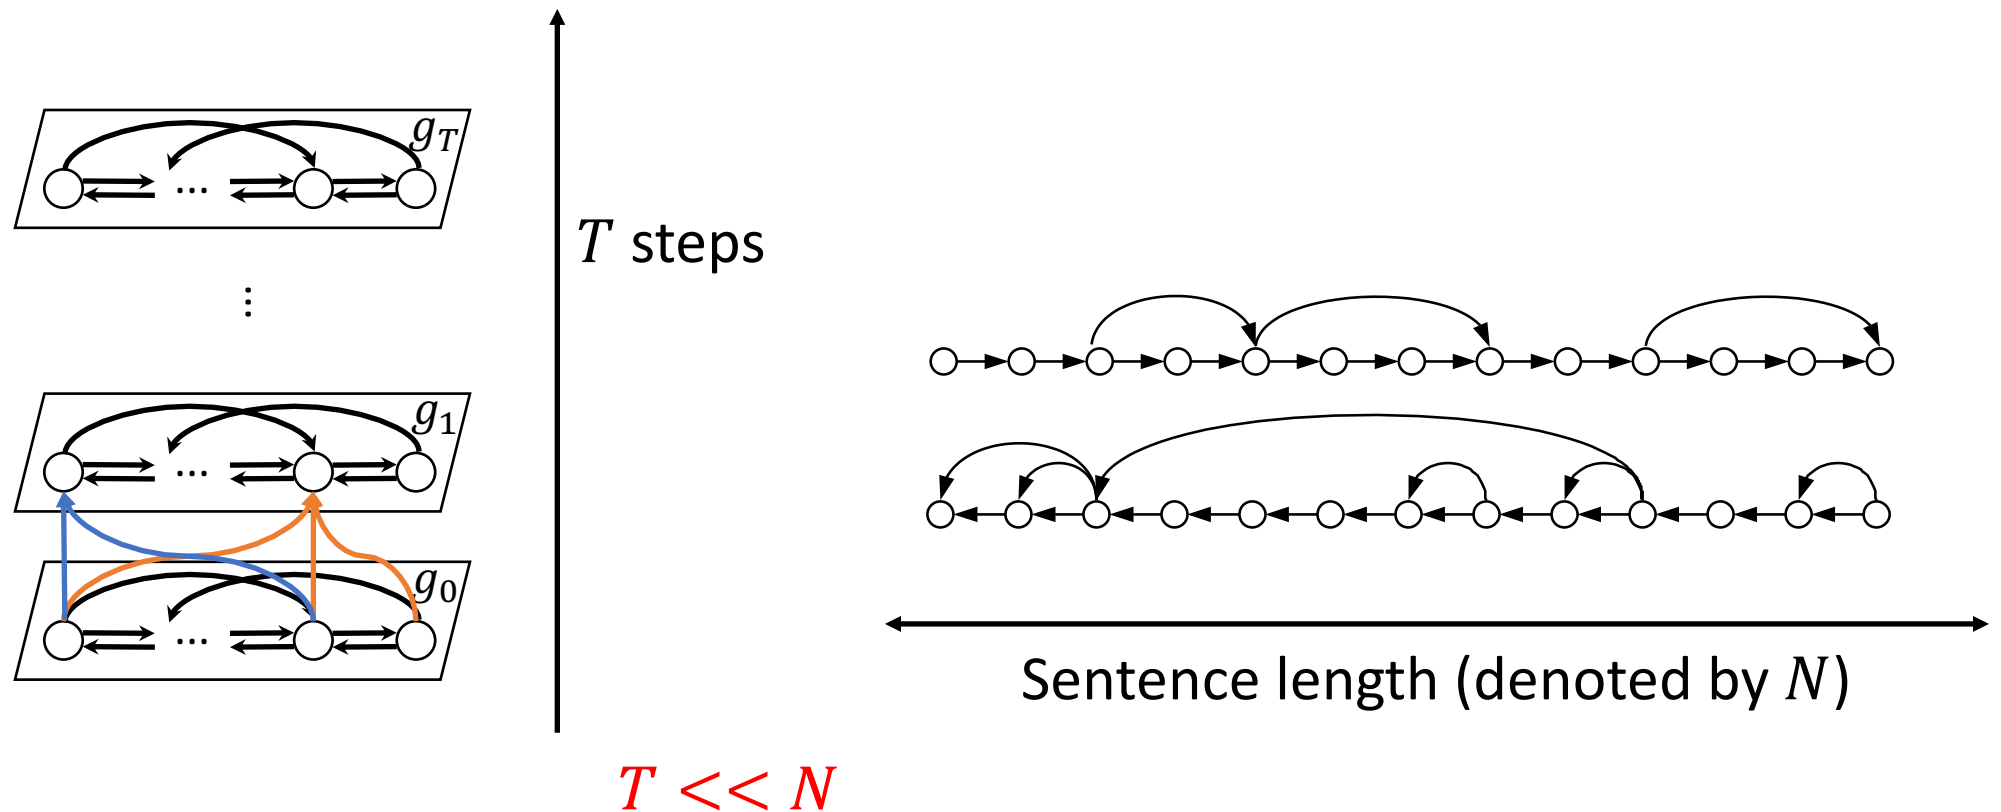 g_T
...
T steps
⋮
g_1
...
g_0
...
Sentence length (denoted by N)
T << N